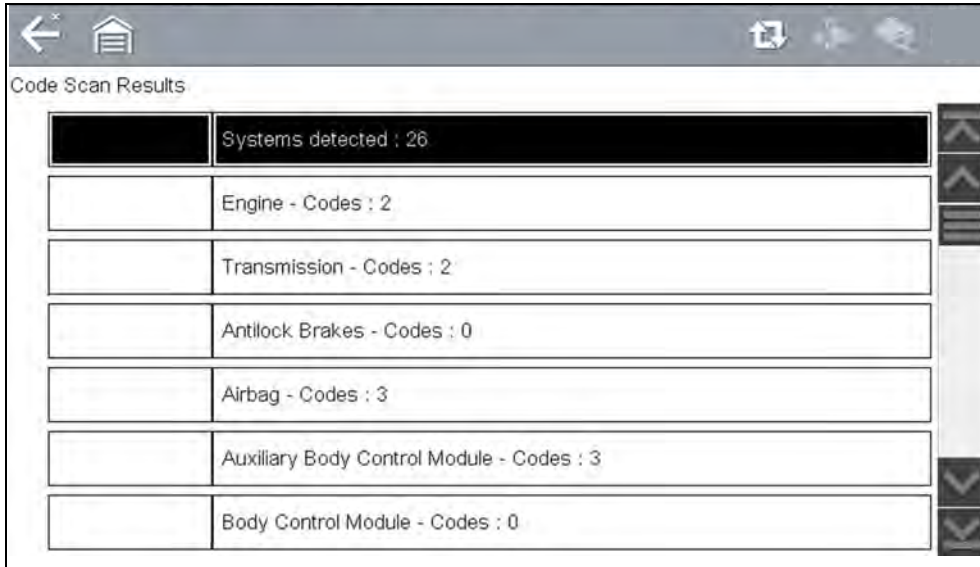 Code Scan Results
Systems detected : 26
Engine - Codes : 2
Transmission - Codes : 2
Antilock Brakes - Codes : 0
Airbag - Codes : 3
Auxiliary Body Control Module - Codes : 3
Body Control Module - Codes : 0